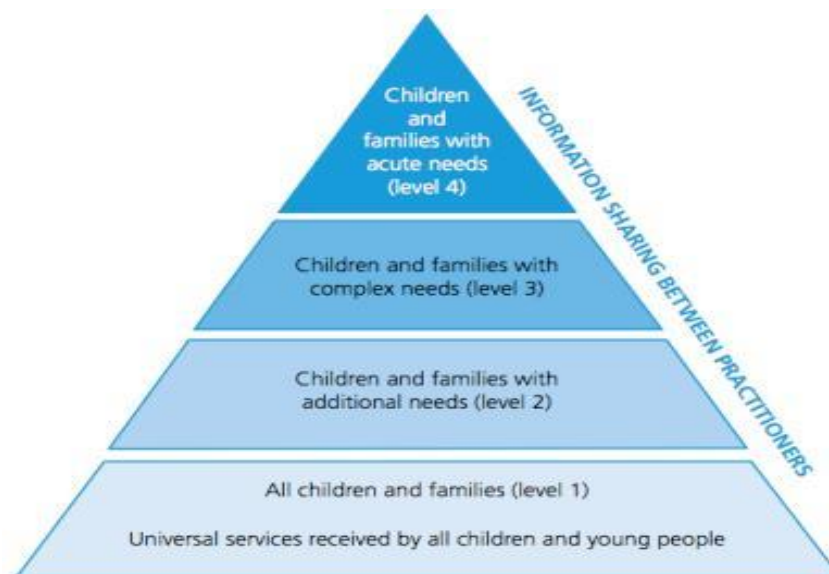 Children
and
families with
acute needs
(level 4)
INFORMATION SHARING BETWEEN PRACTITIONERS
Children and families with
complex needs (level 3)
Children and families with
additional needs (level 2)
All children and families (level 1)
Universal services received by all children and young people